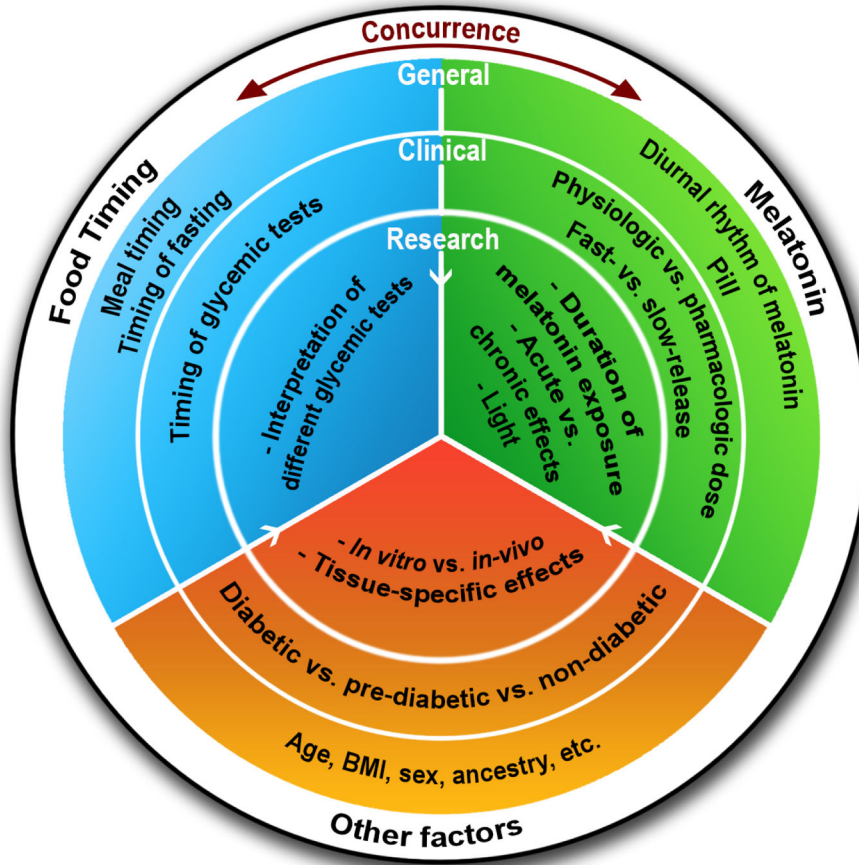 Concurrence
General
Clinical
Research
Food Timing
Meal timing
Timing of fasting
Timing of glycemic tests
- Interpretation of
different glycemic tests
Melatonin
Diurnal rhythm of melatonin
Pill
Physiologic vs. pharmacologic dose
Fast- vs. slow-release
- Duration of
melatonin exposure
- Acute vs.
chronic effects
- Light
- In vitro vs. in-vivo
- Tissue-specific effects
Diabetic vs. pre-diabetic vs. non-diabetic
Age, BMI, sex, ancestry, etc.
Other factors